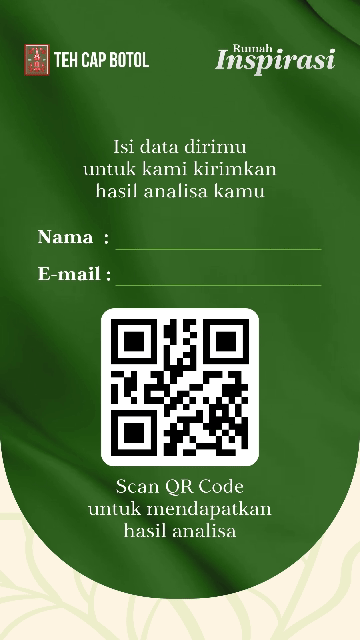 TEH CAP BOTOL
Rumah
Inspirasi
Isi data dirimu
untuk kami kirimkan
hasil analisa kamu
Nama :
E-mail :
Scan QR Code
untuk mendapatkan
hasil analisa